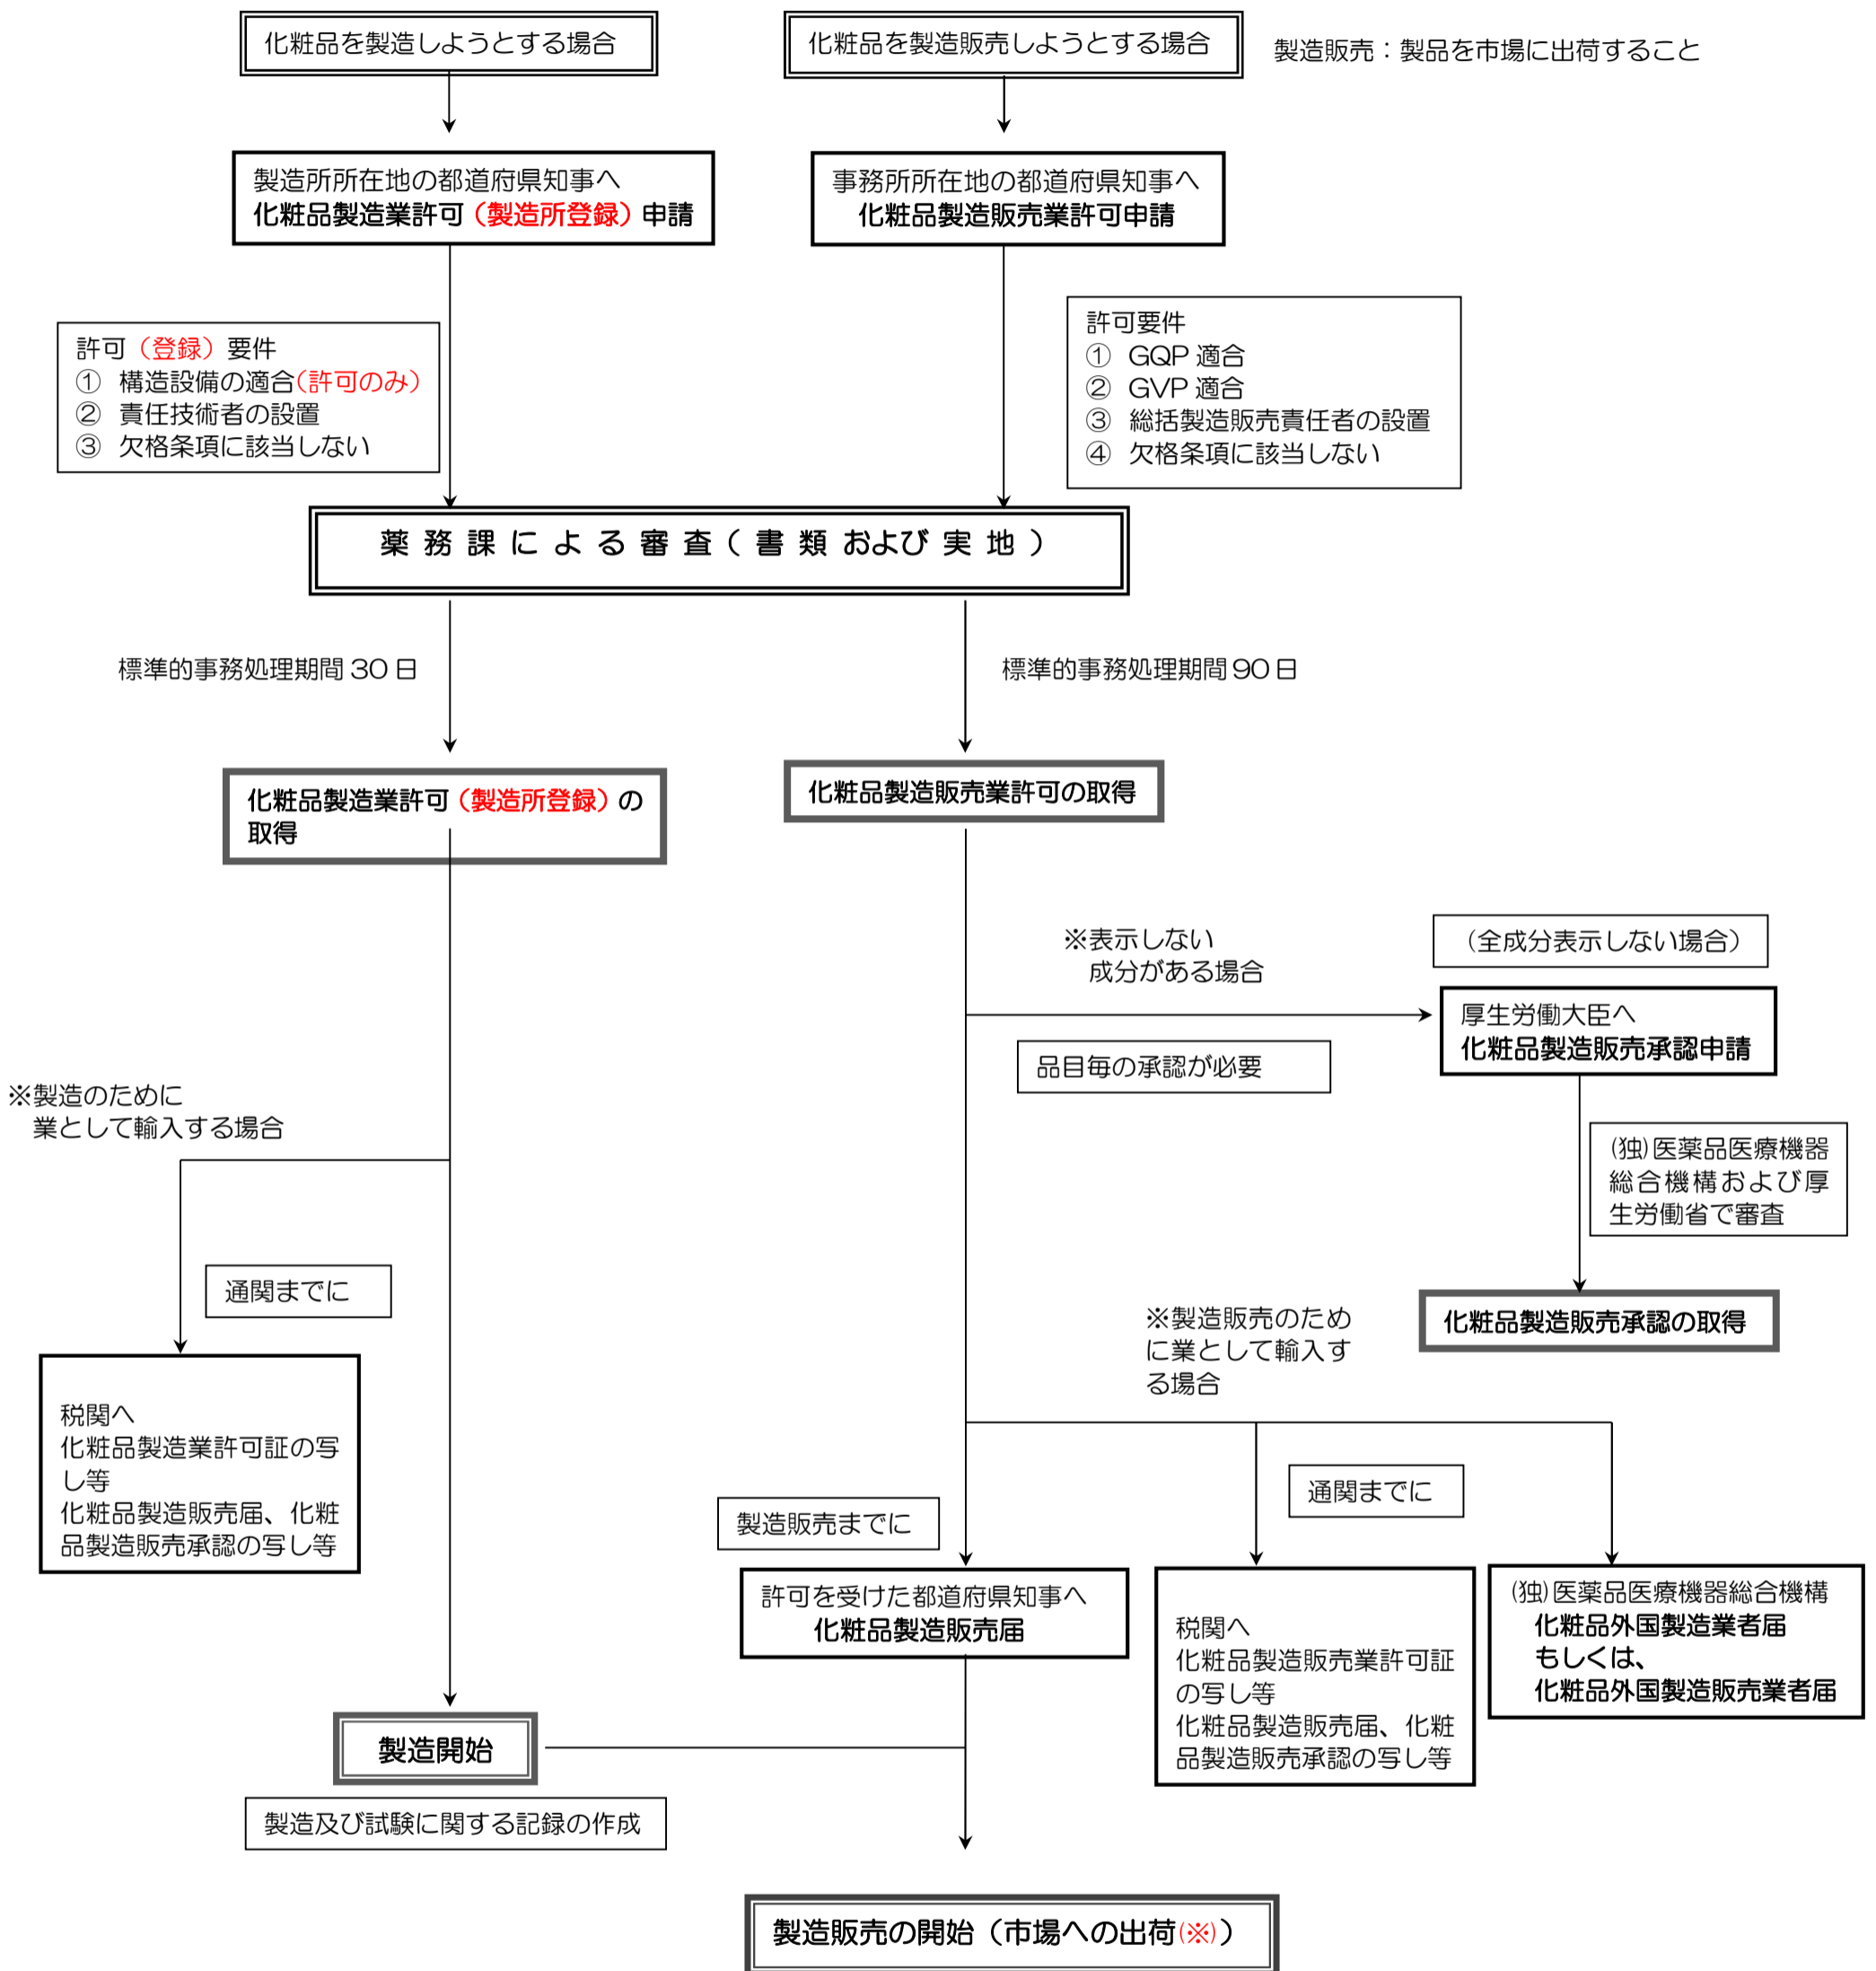 化粧品を製造しようとする場合
化粧品を製造販売しようとする場合
製造販売：製品を市場に出荷すること
製造所所在地の都道府県知事へ
化粧品製造業許可（製造所登録）申請
事務所所在地の都道府県知事へ
化粧品製造販売業許可申請
許可（登録）要件
① 構造設備の適合（許可のみ）
② 責任技術者の設置
③ 欠格条項に該当しない
許可要件
① GQP 適合
② GVP 適合
③ 総括製造販売責任者の設置
④ 欠格条項に該当しない
薬務課による審査（書類および実地）
標準的事務処理期間 30 日
標準的事務処理期間 90 日
化粧品製造業許可（製造所登録）の
取得
化粧品製造販売業許可の取得
※表示しない
成分がある場合
（全成分表示しない場合）
厚生労働大臣へ
化粧品製造販売承認申請
品目毎の承認が必要
※製造のために
業として輸入する場合
(独)医薬品医療機器
総合機構および厚
生労働省で審査
通関までに
化粧品製造販売承認の取得
※製造販売のため
に業として輸入す
る場合
税関へ
化粧品製造業許可証の写
し等
化粧品製造販売届、化粧
品製造販売承認の写し等
通関までに
製造販売までに
許可を受けた都道府県知事へ
化粧品製造販売届
税関へ
化粧品製造販売業許可証
の写し等
化粧品製造販売届、化粧
品製造販売承認の写し等
(独)医薬品医療機器総合機構
化粧品外国製造業者届
もしくは、
化粧品外国製造販売業者届
製造開始
製造及び試験に関する記録の作成
製造販売の開始（市場への出荷(※)）